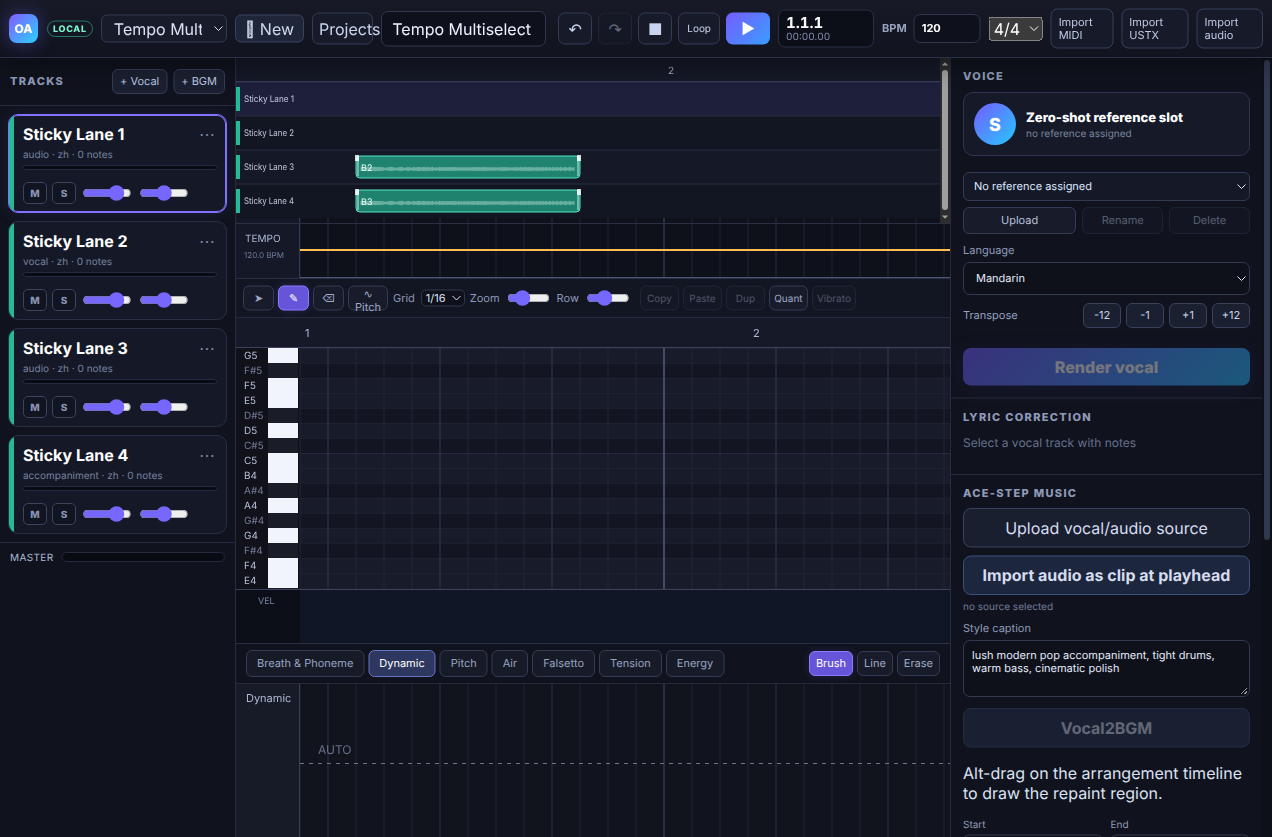 OA LOCAL Tempo Mult New Projects Tempo Multiselect Loop 1.1.1 BPM 120 4/4 Import MIDI Import USTX Import audio
00:00.00
TRACKS + Vocal + BGM
Sticky Lane 1
audio · zh · 0 notes
M S
Sticky Lane 2
vocal · zh · 0 notes
M S
Sticky Lane 3
audio · zh · 0 notes
M S
Sticky Lane 4
accompaniment · zh · 0 notes
M S
MASTER
2
Sticky Lane 1
Sticky Lane 2
Sticky Lane 3 B2
Sticky Lane 4 B3
TEMPO
120.0 BPM
Pitch Grid 1/16 Zoom Row Copy Paste Dup Quant Vibrato
1 2
G5
F#5
F5
E5
D#5
D5
C#5
C5
B4
A#4
A4
G#4
G4
F#4
F4
E4
VEL
Breath & Phoneme Dynamic Pitch Air Falsetto Tension Energy Brush Line Erase
Dynamic
AUTO
VOICE
S Zero-shot reference slot
no reference assigned
No reference assigned
Upload Rename Delete
Language
Mandarin
Transpose -12 -1 +1 +12
Render vocal
LYRIC CORRECTION
Select a vocal track with notes
ACE-STEP MUSIC
Upload vocal/audio source
Import audio as clip at playhead
no source selected
Style caption
lush modern pop accompaniment, tight drums,
warm bass, cinematic polish
Vocal2BGM
Alt-drag on the arrangement timeline
to draw the repaint region.
Start End